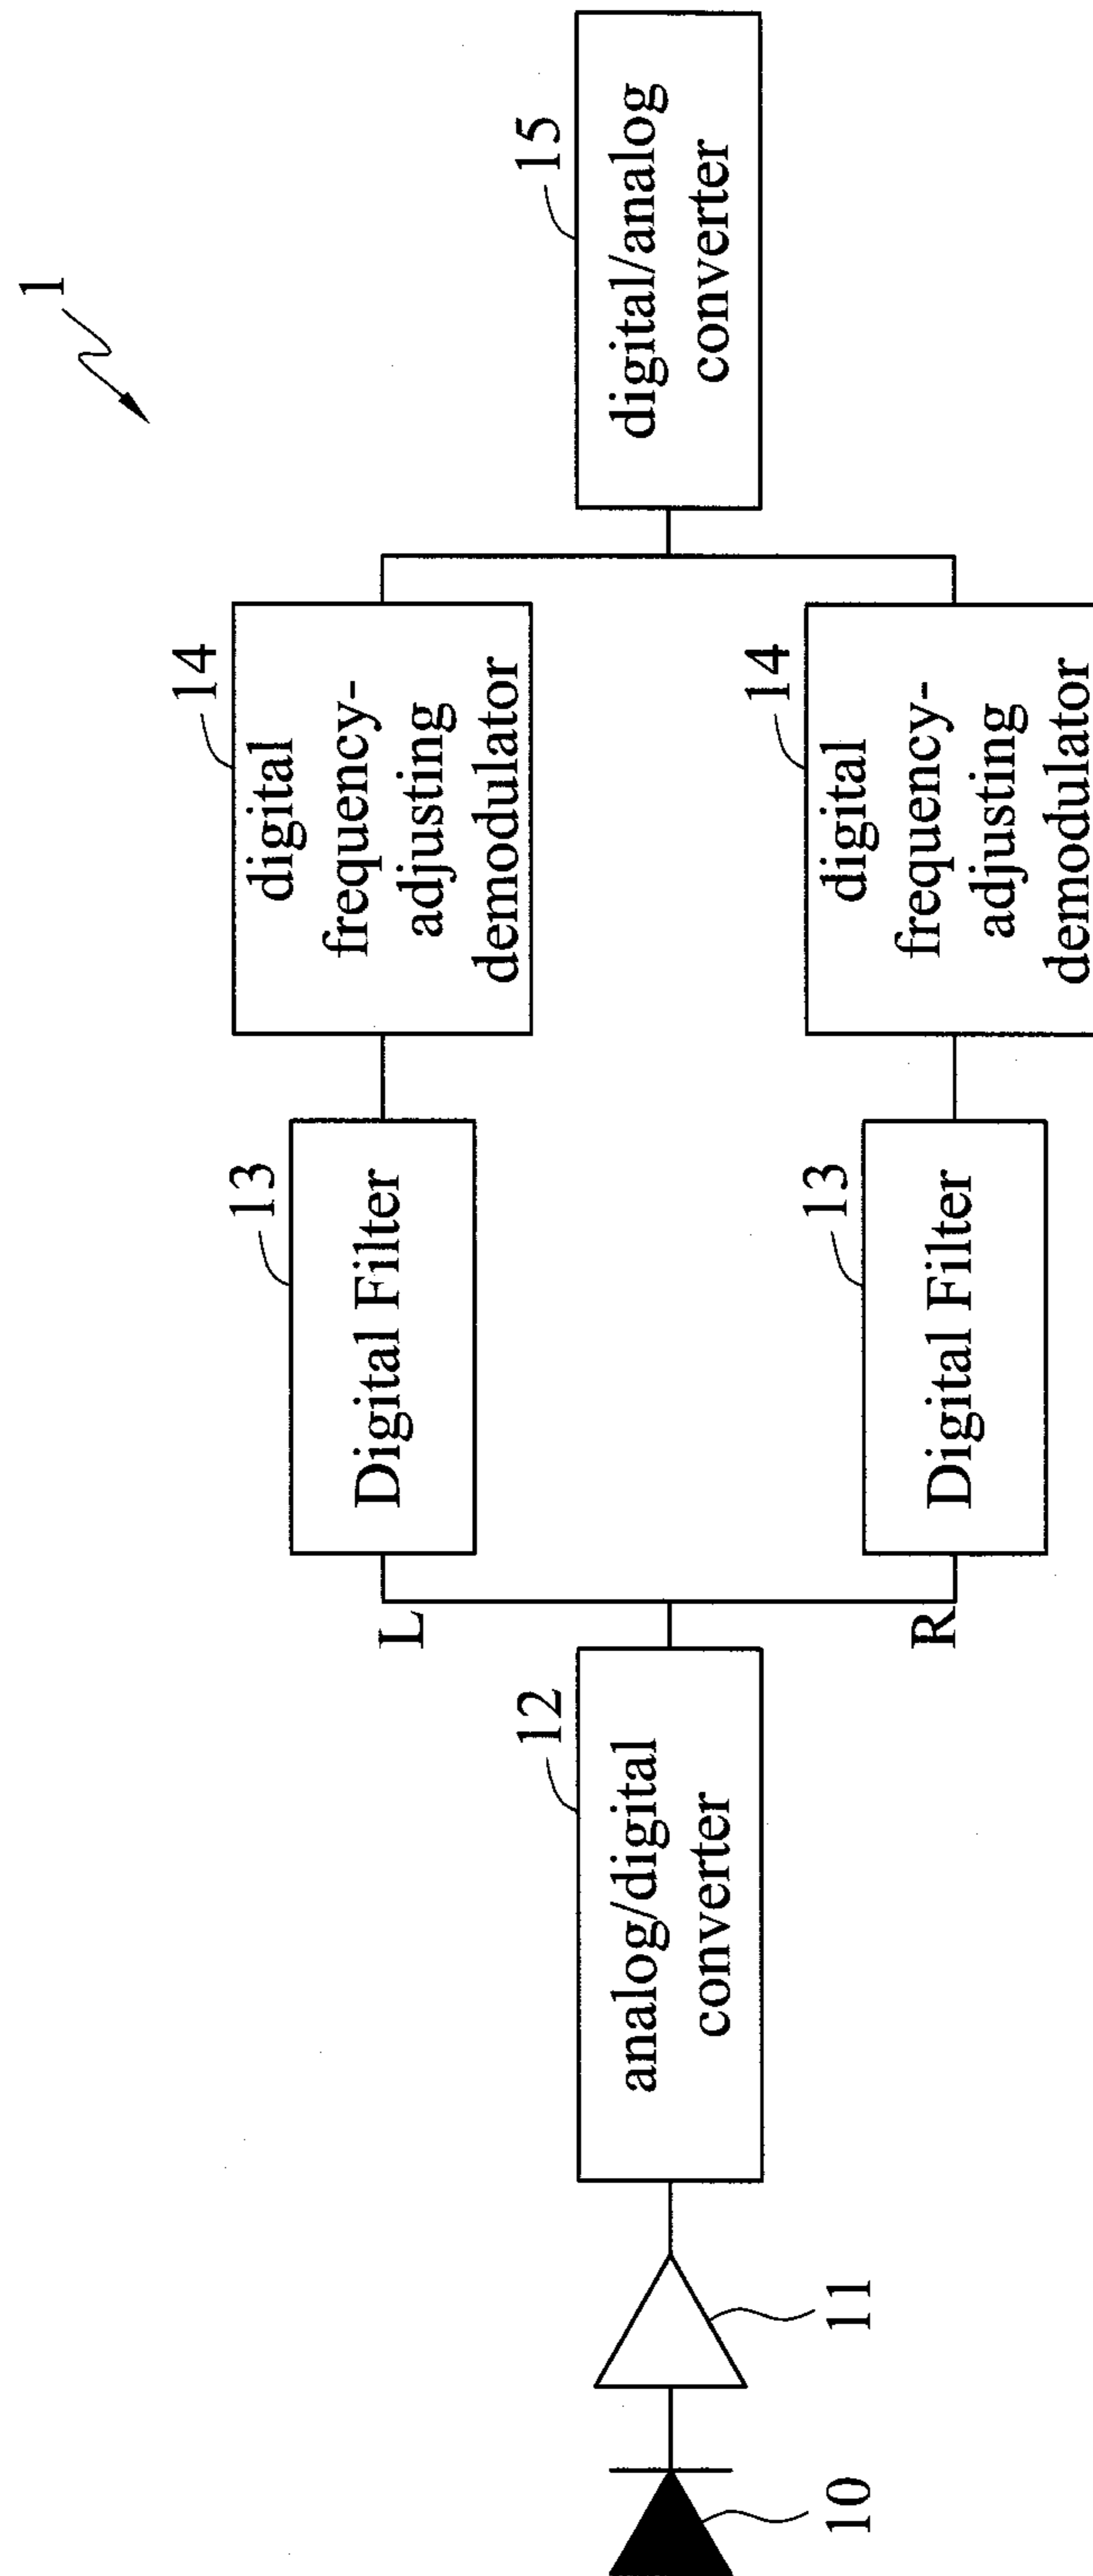 1
14
digital
frequency-
adjusting
demodulator
13
Digital Filter
L
15
digital/analog
converter
12
analog/digital
converter
11
10
R
13
Digital Filter
14
digital
frequency-
adjusting
demodulator